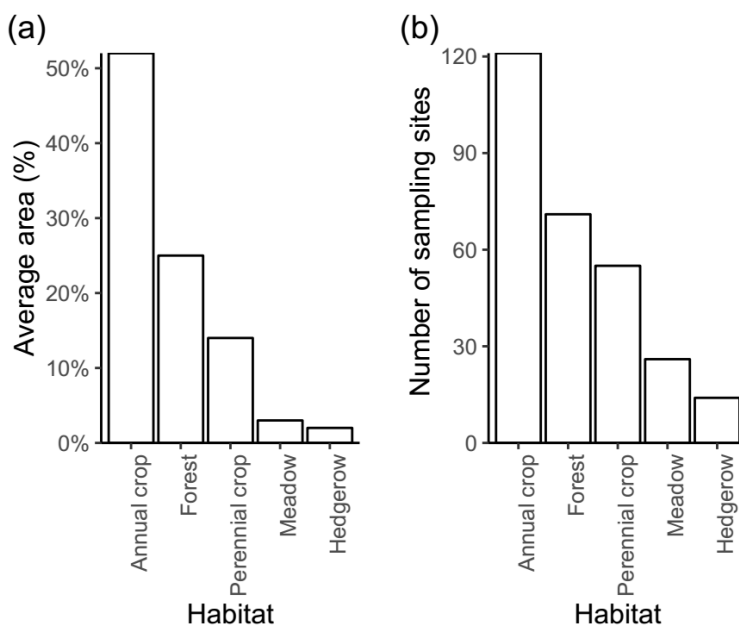 (a)
Average area (%)
50%
40%
30%
20%
10%
0%
Annual crop
Forest
Perennial crop
Meadow
Hedgerow
Habitat
(b)
Number of sampling sites
120
90
60
30
0
Annual crop
Forest
Perennial crop
Meadow
Hedgerow
Habitat